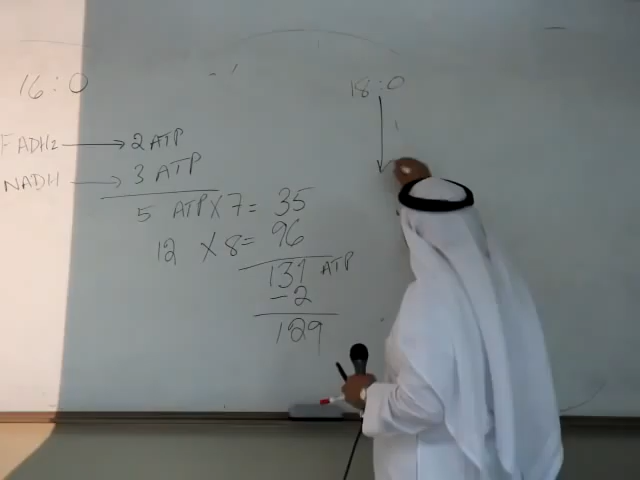 16:0
18:0
FADH2 → 2 ATP
NADH → 3 ATP
5 ATP X 7 = 35
12 X 8 = 96
131 ATP
-2
129